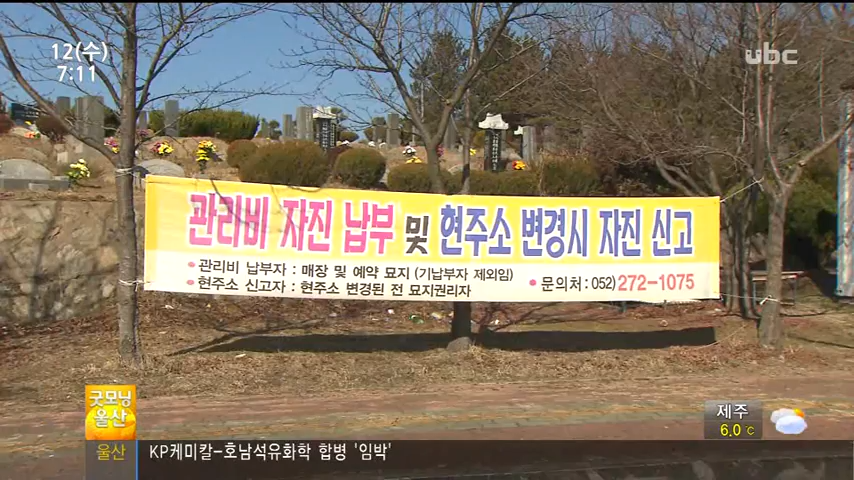 12(수)
7:11
ubc
관리비 자진 납부 및 현주소 변경시 자진 신고
• 관리비 납부자 : 매장 및 예약 묘지 (기납부자 제외임)
• 현주소 신고자 : 현주소 변경된 전 묘지권리자
• 문의처 : 052) 272-1075
굿모닝
울산
제주
6.0℃
울산
KP케미칼-호남석유화학 합병 '임박'